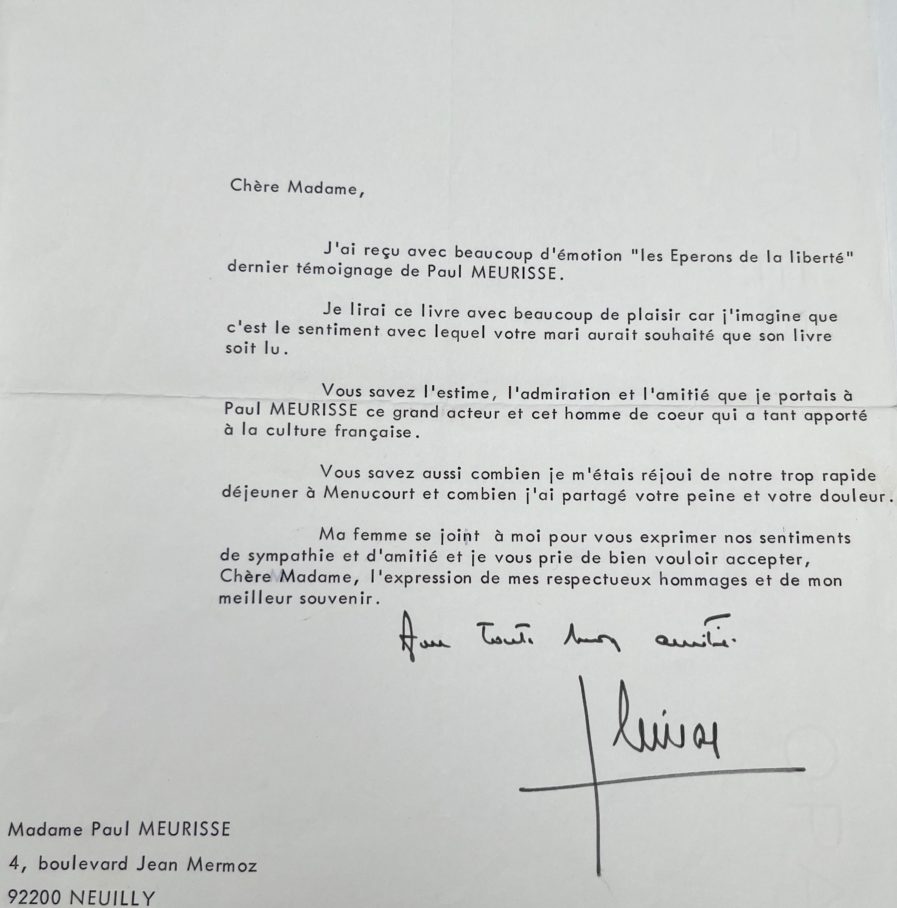 Chère Madame,
J'ai reçu avec beaucoup d'émotion "les Eperons de la liberté"
dernier témoignage de Paul MEURISSE.
Je lirai ce livre avec beaucoup de plaisir car j'imagine que
c'est le sentiment avec lequel votre mari aurait souhaité que son livre
soit lu.
Vous savez l'estime, l'admiration et l'amitié que je portais à
Paul MEURISSE ce grand acteur et cet homme de coeur qui a tant apporté
à la culture française.
Vous savez aussi combien je m'étais réjoui de notre trop rapide
déjeuner à Menucourt et combien j'ai partagé votre peine et votre douleur.
Ma femme se joint à moi pour vous exprimer nos sentiments
de sympathie et d'amitié et je vous prie de bien vouloir accepter,
Chère Madame, l'expression de mes respectueux hommages et de mon
meilleur souvenir.
Avec toute mon amitié.
Madame Paul MEURISSE
4, boulevard Jean Mermoz
92200 NEUILLY